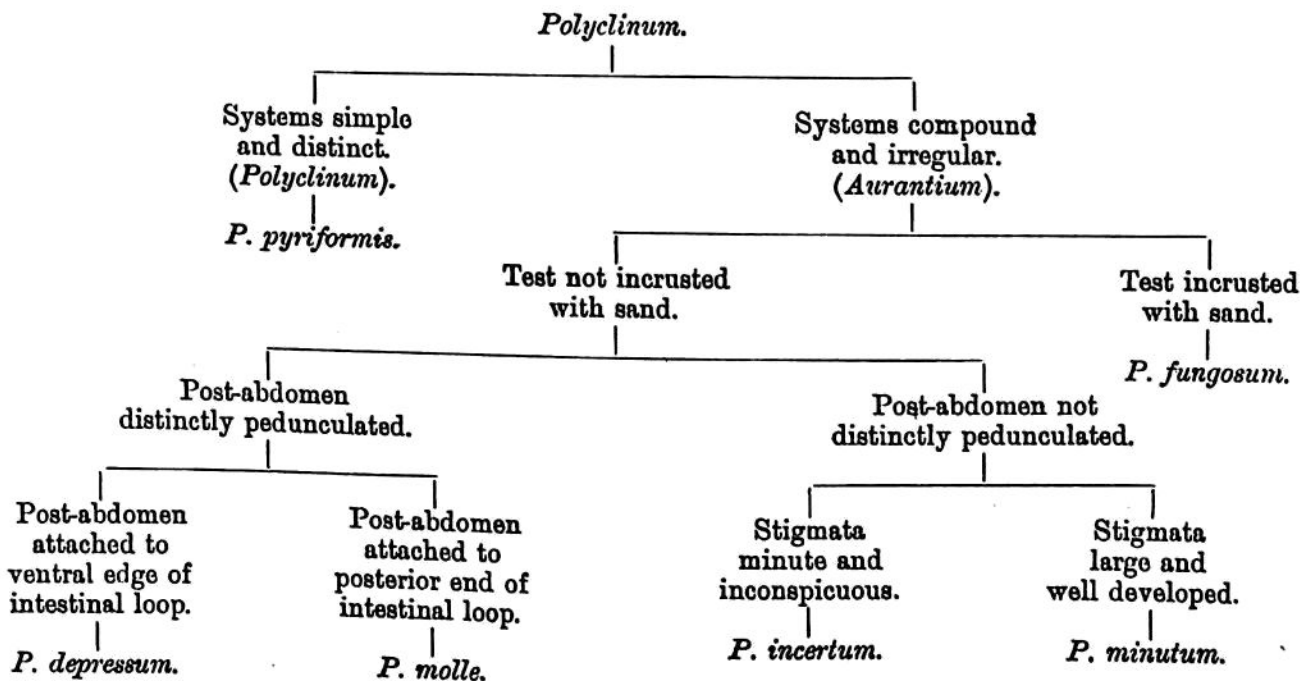 Polyclinum.
Systems simple
and distinct.
(Polyclinum).
P. pyriformis.
Systems compound
and irregular.
(Aurantium).
Test not incrusted
with sand.
Test incrusted
with sand.
P. fungosum.
Post-abdomen
distinctly pedunculated.
Post-abdomen not
distinctly pedunculated.
Post-abdomen
attached to
ventral edge of
intestinal loop.
P. depressum.
Post-abdomen
attached to
posterior end of
intestinal loop.
P. molle.
Stigmata
minute and
inconspicuous.
P. incertum.
Stigmata
large and
well developed.
P. minutum.